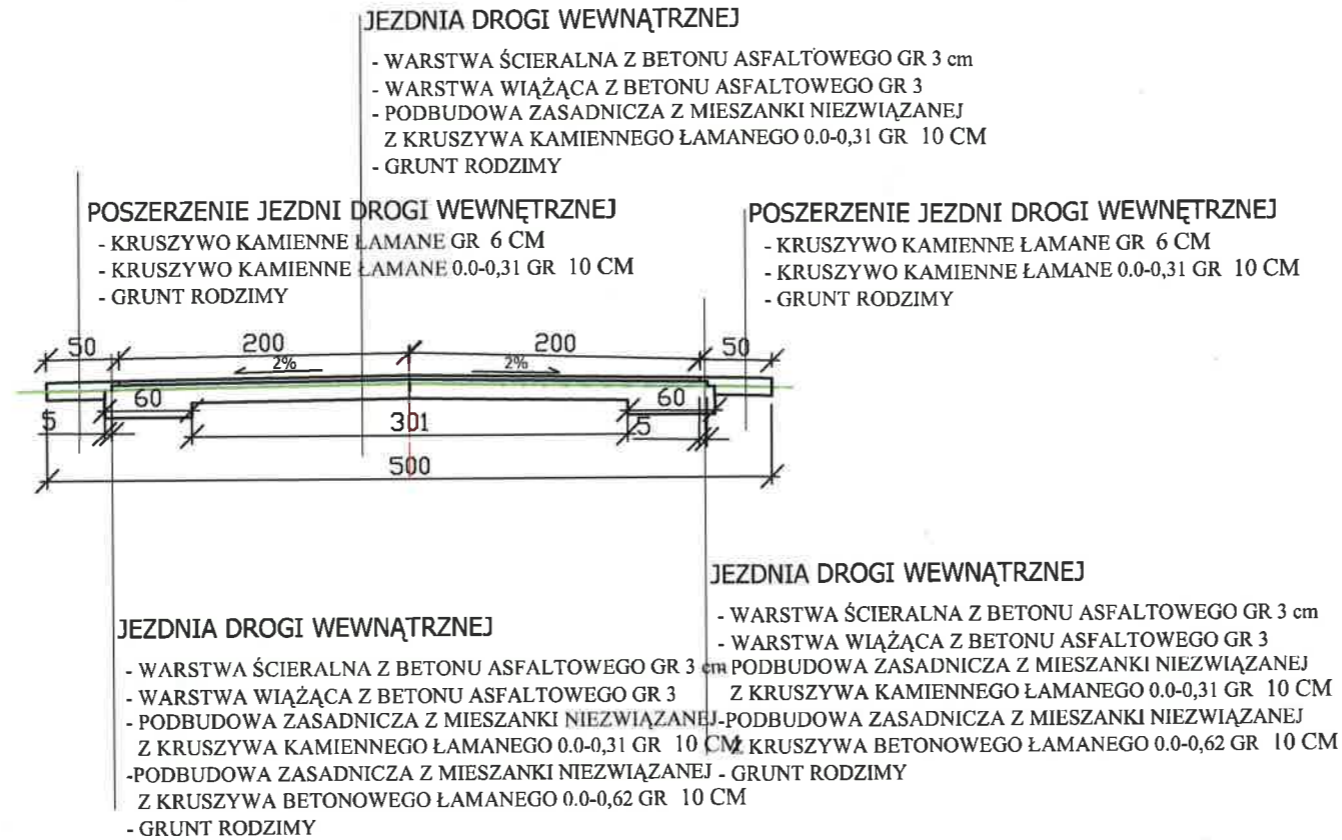 JEZDNIA DROGI WEWNĄTRZNEJ
- WARSTWA ŚCIERALNA Z BETONU ASFALTOWEGO GR 3 cm
- WARSTWA WIĄŻĄCA Z BETONU ASFALTOWEGO GR 3
- PODBUDOWA ZASADNICZA Z MIESZANKI NIEZWIĄZANEJ
Z KRUSZYWA KAMIENNEGO ŁAMANEGO 0.0-0,31 GR 10 CM
- GRUNT RODZIMY
POSZERZENIE JEZDNI DROGI WEWNĘTRZNEJ
- KRUSZYWO KAMIENNE ŁAMANE GR 6 CM
- KRUSZYWO KAMIENNE ŁAMANE 0.0-0,31 GR 10 CM
- GRUNT RODZIMY
POSZERZENIE JEZDNI DROGI WEWNĘTRZNEJ
- KRUSZYWO KAMIENNE ŁAMANE GR 6 CM
- KRUSZYWO KAMIENNE ŁAMANE 0.0-0,31 GR 10 CM
- GRUNT RODZIMY
50 200 200 50
2% 2%
60 60
5 301 5
500
JEZDNIA DROGI WEWNĄTRZNEJ
- WARSTWA ŚCIERALNA Z BETONU ASFALTOWEGO GR 3 cm
- WARSTWA WIĄŻĄCA Z BETONU ASFALTOWEGO GR 3
- PODBUDOWA ZASADNICZA Z MIESZANKI NIEZWIĄZANEJ
Z KRUSZYWA KAMIENNEGO ŁAMANEGO 0.0-0,31 GR 10 CM
-PODBUDOWA ZASADNICZA Z MIESZANKI NIEZWIĄZANEJ
Z KRUSZYWA BETONOWEGO ŁAMANEGO 0.0-0,62 GR 10 CM
- GRUNT RODZIMY
JEZDNIA DROGI WEWNĄTRZNEJ
- WARSTWA ŚCIERALNA Z BETONU ASFALTOWEGO GR 3 cm
- WARSTWA WIĄŻĄCA Z BETONU ASFALTOWEGO GR 3
PODBUDOWA ZASADNICZA Z MIESZANKI NIEZWIĄZANEJ
Z KRUSZYWA KAMIENNEGO ŁAMANEGO 0.0-0,31 GR 10 CM
-PODBUDOWA ZASADNICZA Z MIESZANKI NIEZWIĄZANEJ
Z KRUSZYWA BETONOWEGO ŁAMANEGO 0.0-0,62 GR 10 CM
- GRUNT RODZIMY